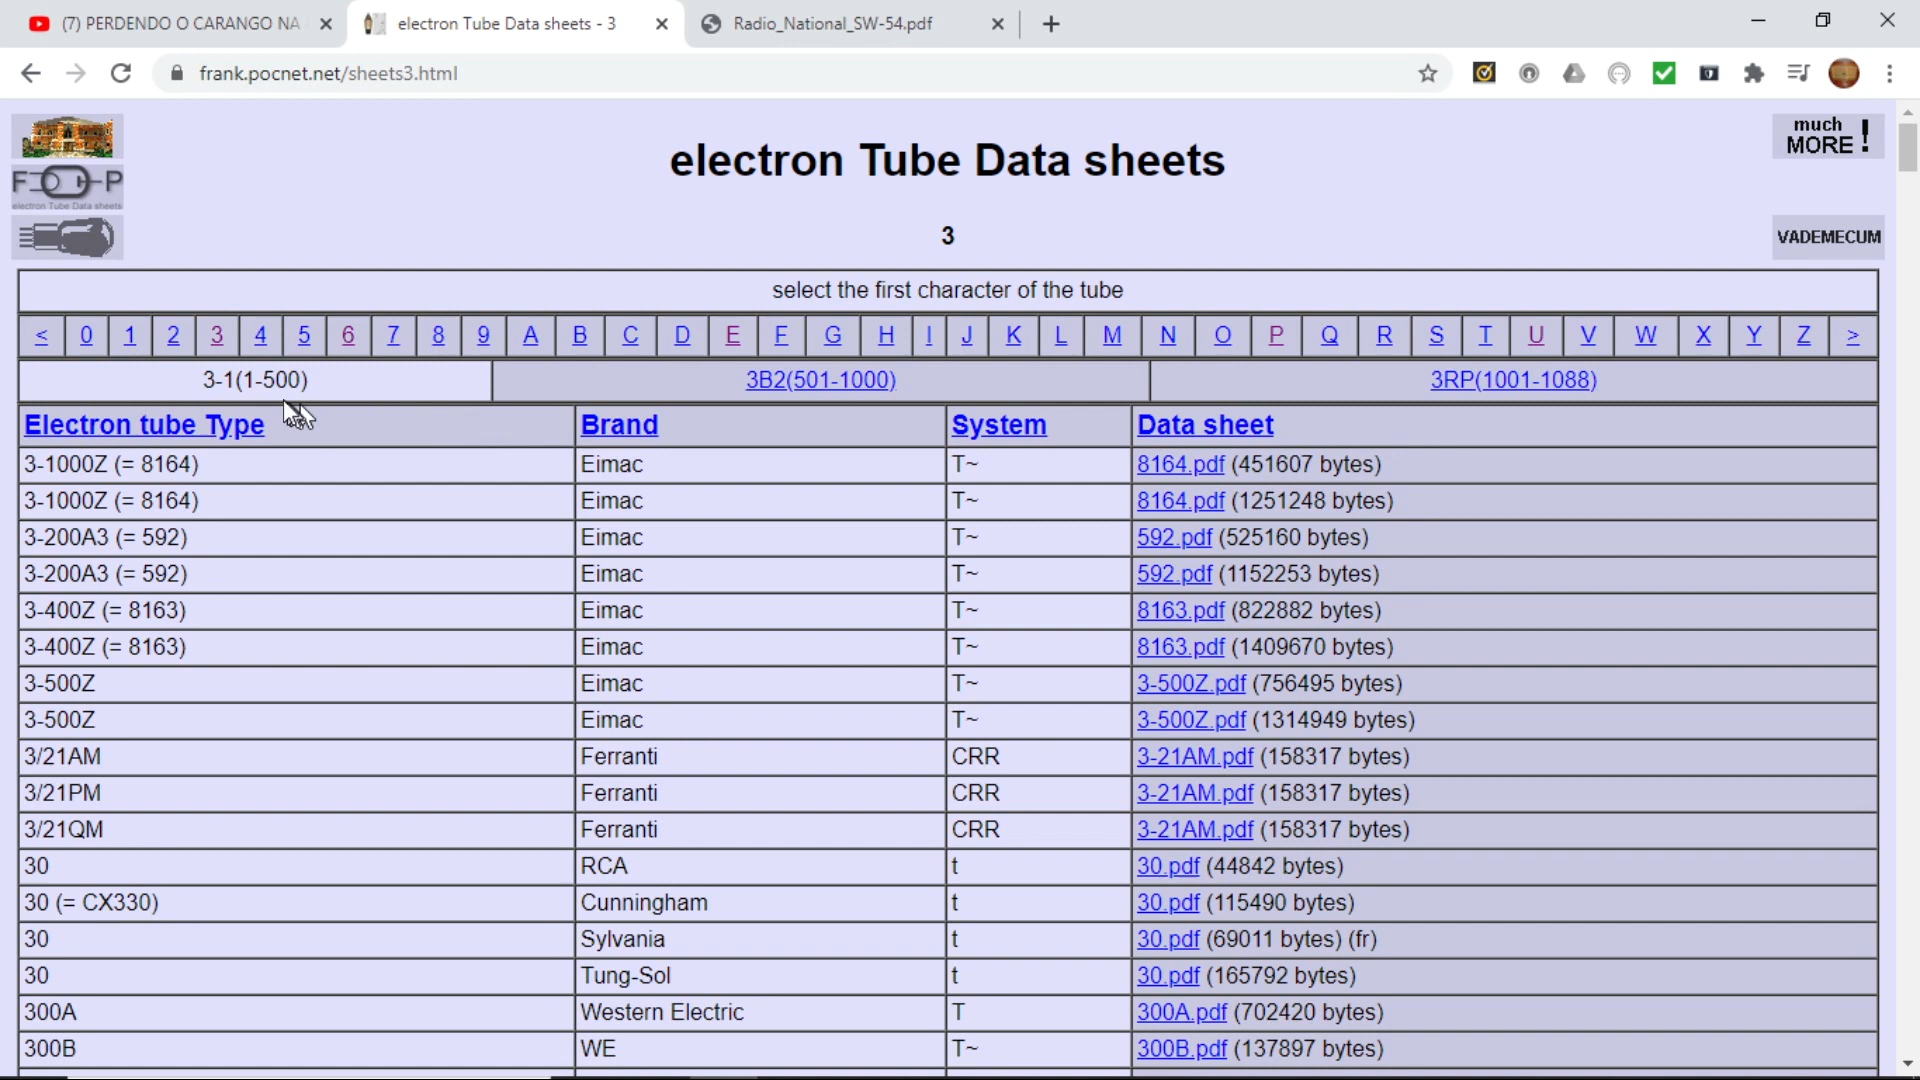 (7) PERDENDO O CARANGO NA
electron Tube Data sheets - 3
Radio_National_SW-54.pdf
frank.pocnet.net/sheets3.html
much
MORE !
electron Tube Data sheets
F P
electron Tube Data sheets
3
VADEMECUM
select the first character of the tube
< 0 1 2 3 4 5 6 7 8 9 A B C D E F G H I J K L M N O P Q R S T U V W X Y Z >
3-1(1-500) 3B2(501-1000) 3RP(1001-1088)
Electron tube Type Brand System Data sheet
3-1000Z (= 8164) Eimac T~ 8164.pdf (451607 bytes)
3-1000Z (= 8164) Eimac T~ 8164.pdf (1251248 bytes)
3-200A3 (= 592) Eimac T~ 592.pdf (525160 bytes)
3-200A3 (= 592) Eimac T~ 592.pdf (1152253 bytes)
3-400Z (= 8163) Eimac T~ 8163.pdf (822882 bytes)
3-400Z (= 8163) Eimac T~ 8163.pdf (1409670 bytes)
3-500Z Eimac T~ 3-500Z.pdf (756495 bytes)
3-500Z Eimac T~ 3-500Z.pdf (1314949 bytes)
3/21AM Ferranti CRR 3-21AM.pdf (158317 bytes)
3/21PM Ferranti CRR 3-21AM.pdf (158317 bytes)
3/21QM Ferranti CRR 3-21AM.pdf (158317 bytes)
30 RCA t 30.pdf (44842 bytes)
30 (= CX330) Cunningham t 30.pdf (115490 bytes)
30 Sylvania t 30.pdf (69011 bytes) (fr)
30 Tung-Sol t 30.pdf (165792 bytes)
300A Western Electric T 300A.pdf (702420 bytes)
300B WE T~ 300B.pdf (137897 bytes)